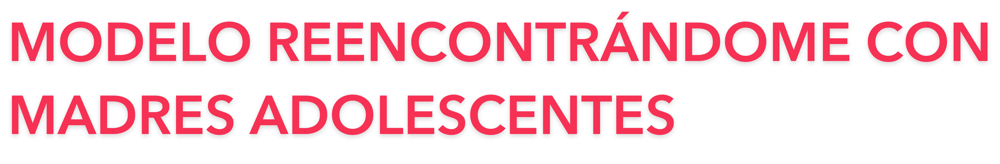 MODELO REENCONTRÁNDOME CON
MADRES ADOLESCENTES